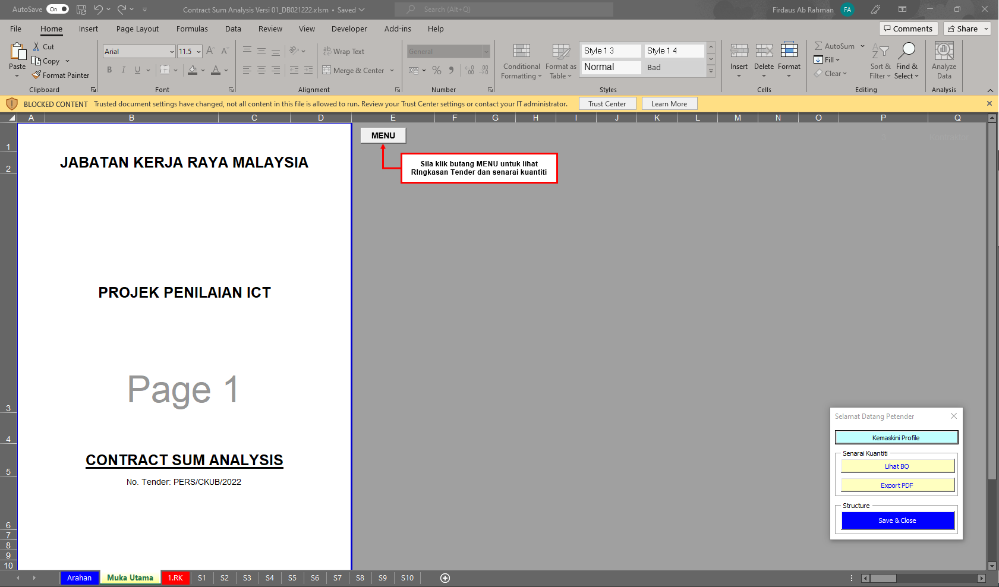 AutoSave On Contract Sum Analysis Versi 01_DB021222.xlsm • Saved Search (Alt+Q) Firdaus Ab Rahman FA
File Home Insert Page Layout Formulas Data Review View Developer Add-ins Help Comments Share
Paste
Cut
Copy
Format Painter
Clipboard
Arial 11.5 A A
B I U A
Font
ab Wrap Text
Merge & Center
Alignment
General
% , .00
Number
Conditional Formatting
Format as Table
Style 1 3 Style 1 4
Normal Bad
Styles
Insert Delete Format
Cells
AutoSum
Fill
Clear
Sort & Filter
Find & Select
Editing
Analyze Data
Analysis
BLOCKED CONTENT Trusted document settings have changed, not all content in this file is allowed to run. Review your Trust Center settings or contact your IT administrator. Trust Center Learn More
A B C D E F G H I J K L M N O P Q
1
2
3
4
5
6
7
8
9
10
JABATAN KERJA RAYA MALAYSIA
PROJEK PENILAIAN ICT
Page 1
CONTRACT SUM ANALYSIS
No. Tender: PERS/CKUB/2022
MENU
Sila klik butang MENU untuk lihat
RIngkasan Tender dan senarai kuantiti
Selamat Datang Petender
Kemaskini Profile
Senarai Kuantiti
Lihat BQ
Export PDF
Structure
Save & Close
Arahan Muka Utama 1.RK S1 S2 S3 S4 S5 S6 S7 S8 S9 S10